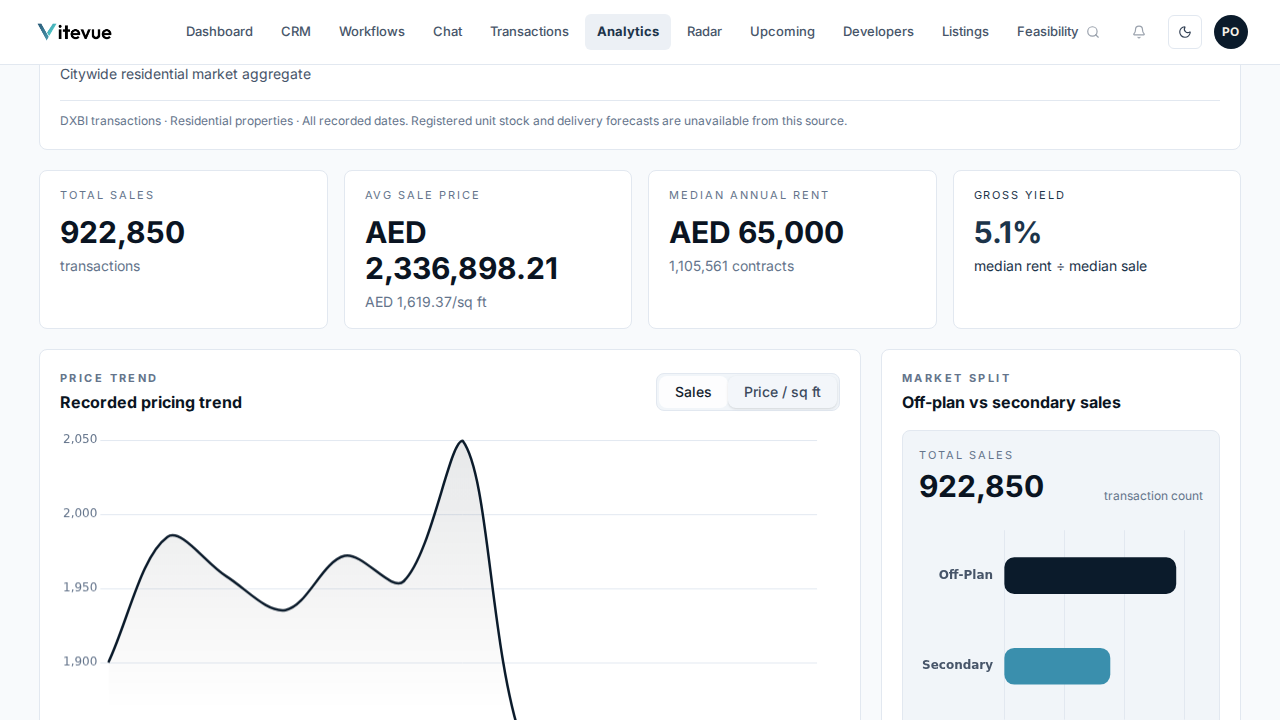 Vitevue
Dashboard CRM Workflows Chat Transactions Analytics Radar Upcoming Developers Listings Feasibility PO
Citywide residential market aggregate
DXBI transactions · Residential properties · All recorded dates. Registered unit stock and delivery forecasts are unavailable from this source.
TOTAL SALES
922,850
transactions
AVG SALE PRICE
AED
2,336,898.21
AED 1,619.37/sq ft
MEDIAN ANNUAL RENT
AED 65,000
1,105,561 contracts
GROSS YIELD
5.1%
median rent ÷ median sale
PRICE TREND
Recorded pricing trend
Sales Price / sq ft
2,050
2,000
1,950
1,900
MARKET SPLIT
Off-plan vs secondary sales
TOTAL SALES
922,850 transaction count
Off-Plan
Secondary